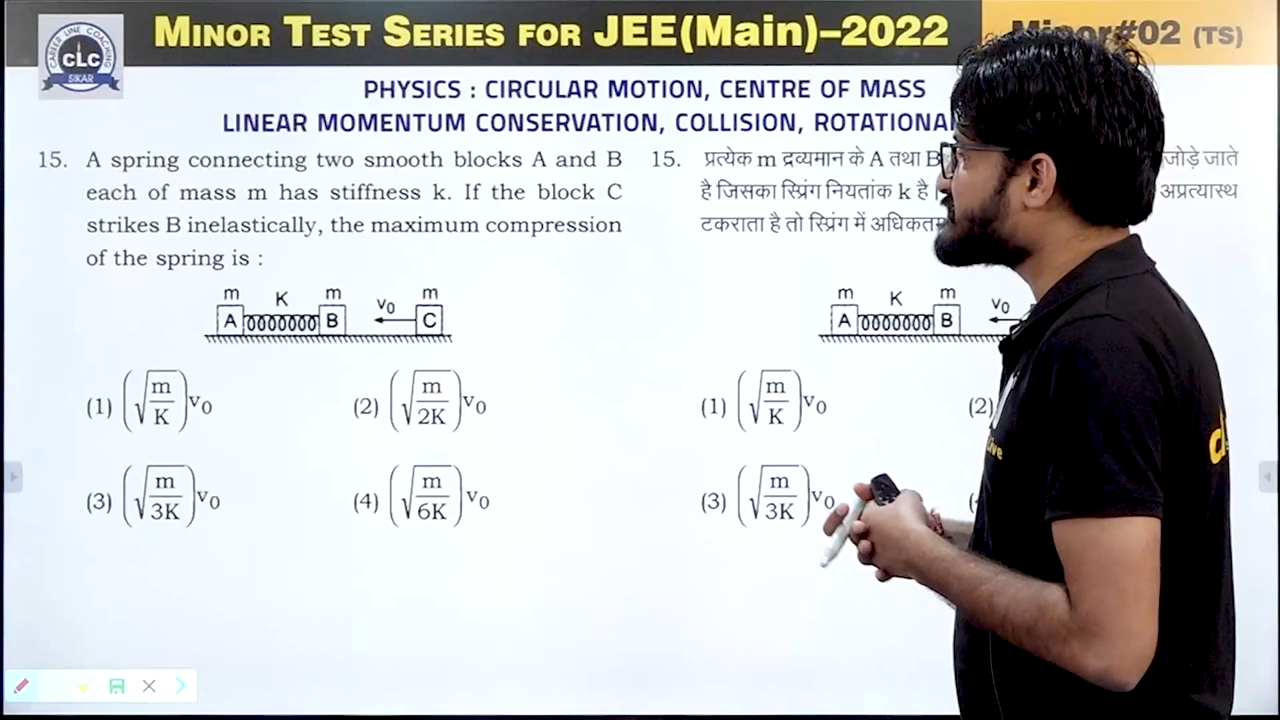 MINOR TEST SERIES FOR JEE(Main)–2022
Minor#02 (TS)
CAREER LINE COACHING
CLC
SIKAR
PHYSICS : CIRCULAR MOTION, CENTRE OF MASS
LINEAR MOMENTUM CONSERVATION, COLLISION,
15. A spring connecting two smooth blocks A and B
each of mass m has stiffness k. If the block C
strikes B inelastically, the maximum compression
of the spring is :
m K m v₀ m
A B C
(1) (√(m/K))v₀ (2) (√(m/2K))v₀
(3) (√(m/3K))v₀ (4) (√(m/6K))v₀
15. प्रत्येक m द्रव्यमान के A तथा B जोड़े जाते
है जिसका स्प्रिंग नियतांक k है। अप्रत्यास्थ
टकराता है तो स्प्रिंग में
m K m v₀
A B
(1) (√(m/K))v₀ (2)
(3) (√(m/3K))v₀